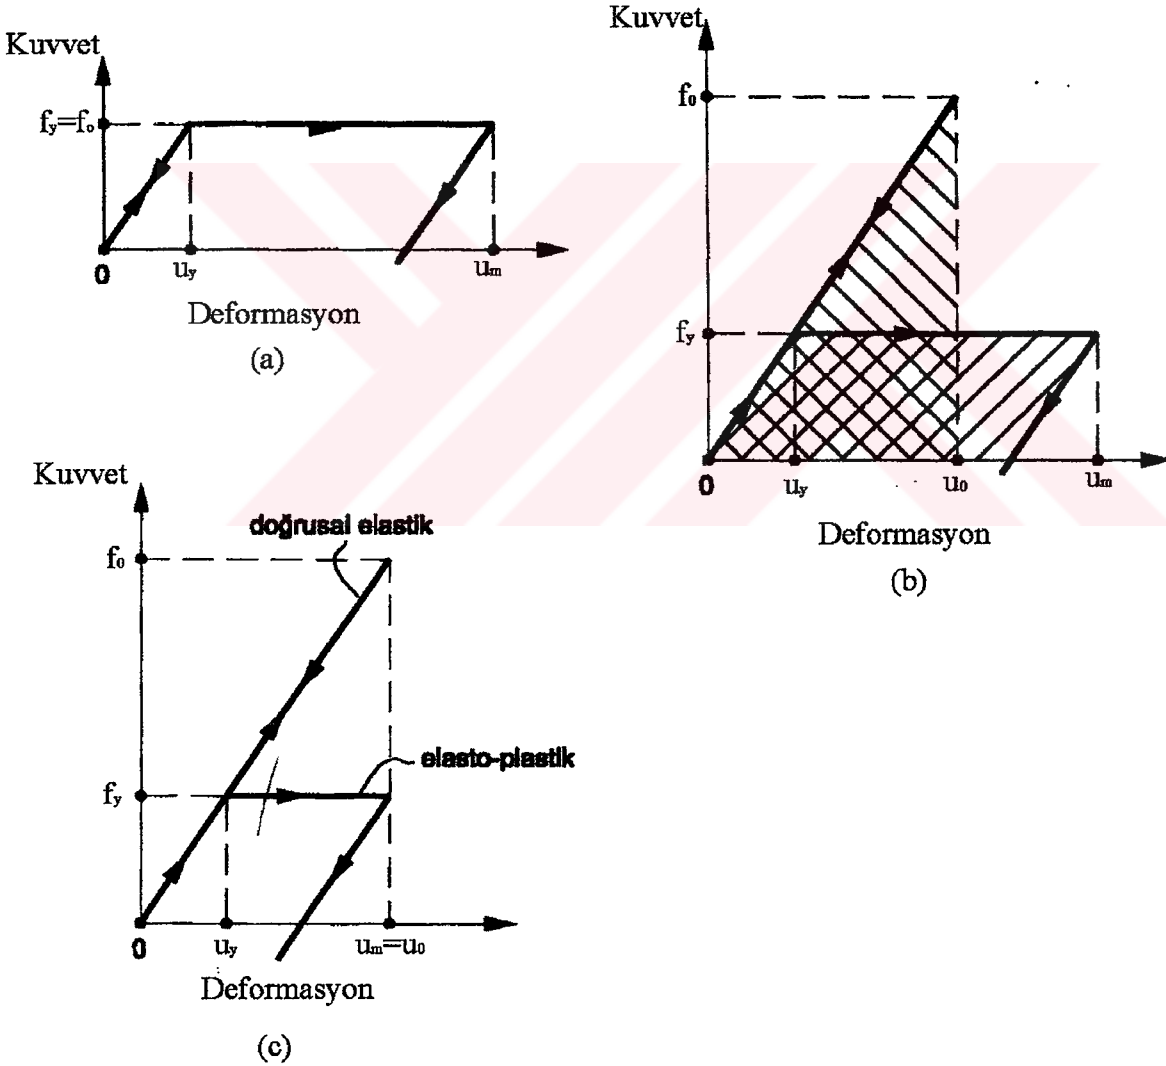 Kuvvet
fy=fo
0
uy
um
Deformasyon
(a)
Kuvvet
f0
fy
0
uy
u0
um
Deformasyon
(b)
Kuvvet
doğrusal elastik
f0
elasto-plastik
fy
0
uy
um=u0
Deformasyon
(c)